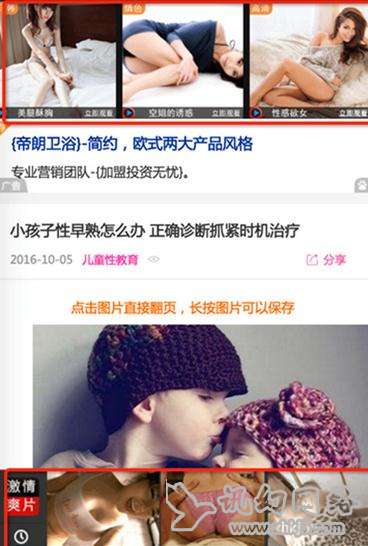 情色
高清
美腿酥胸
立即观看
空姐的诱惑
立即观看
性感欲女
立即观看
{帝朗卫浴}-简约，欧式两大产品风格
专业营销团队-{加盟投资无忧}。
广告
小孩子性早熟怎么办 正确诊断抓紧时机治疗
2016-10-05 儿童性教育
分享
点击图片直接翻页，长按图片可以保存
激情
爽片